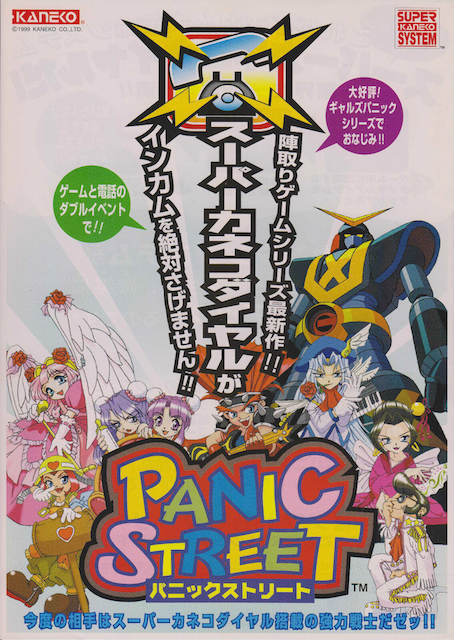 KANEKO®
©1999 KANEKO CO.,LTD.
SUPER
KANEKO
SYSTEM™
大好評!
ギャルズパニック
シリーズで
おなじみ!!
陣取りゲームシリーズ最新作!!
スーパーカネコダイヤルが
インカムを絶対さげません!!
ゲームと電話の
ダブルイベント
で!!
PANIC
STREET™
パニックストリート
今度の相手はスーパーカネコダイヤル搭載の強力戦士だゼッ!!